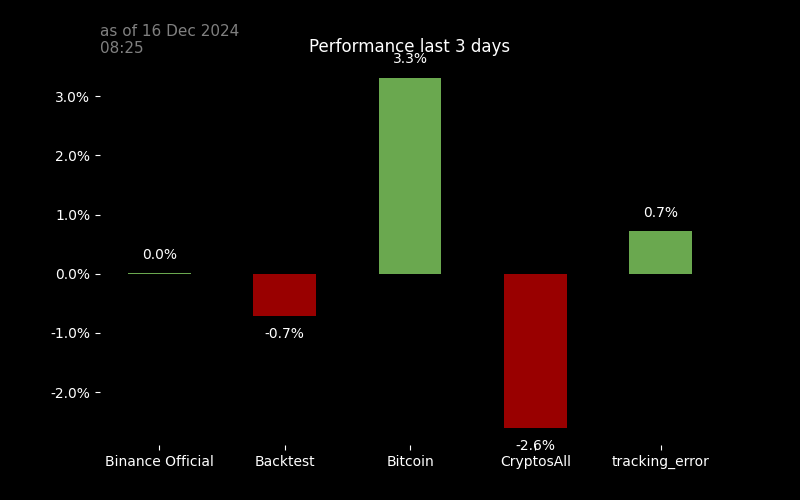 as of 16 Dec 2024
08:25
Performance last 3 days
3.3%
3.0%
2.0%
1.0%
0.7%
0.0%
0.0%
-0.7%
-1.0%
-2.0%
-2.6%
Binance Official
Backtest
Bitcoin
CryptosAll
tracking_error